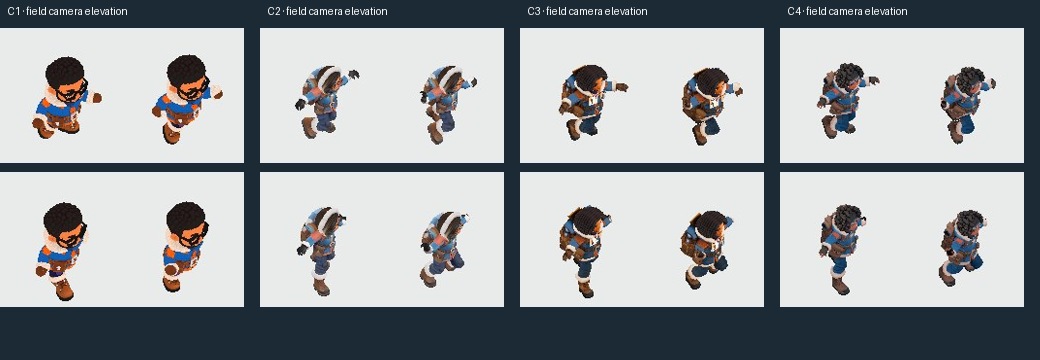 C1·field camera elevation
C2·field camera elevation
C3·field camera elevation
C4·field camera elevation